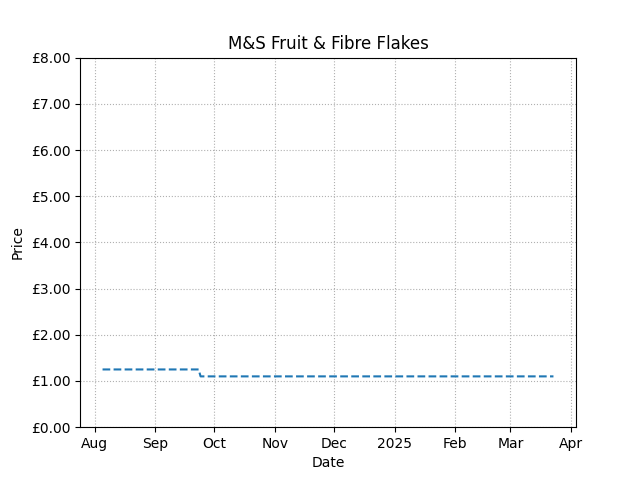 M&S Fruit & Fibre Flakes
£8.00
£7.00
£6.00
£5.00
£4.00
£3.00
£2.00
£1.00
£0.00
Price
Aug Sep Oct Nov Dec 2025 Feb Mar Apr
Date